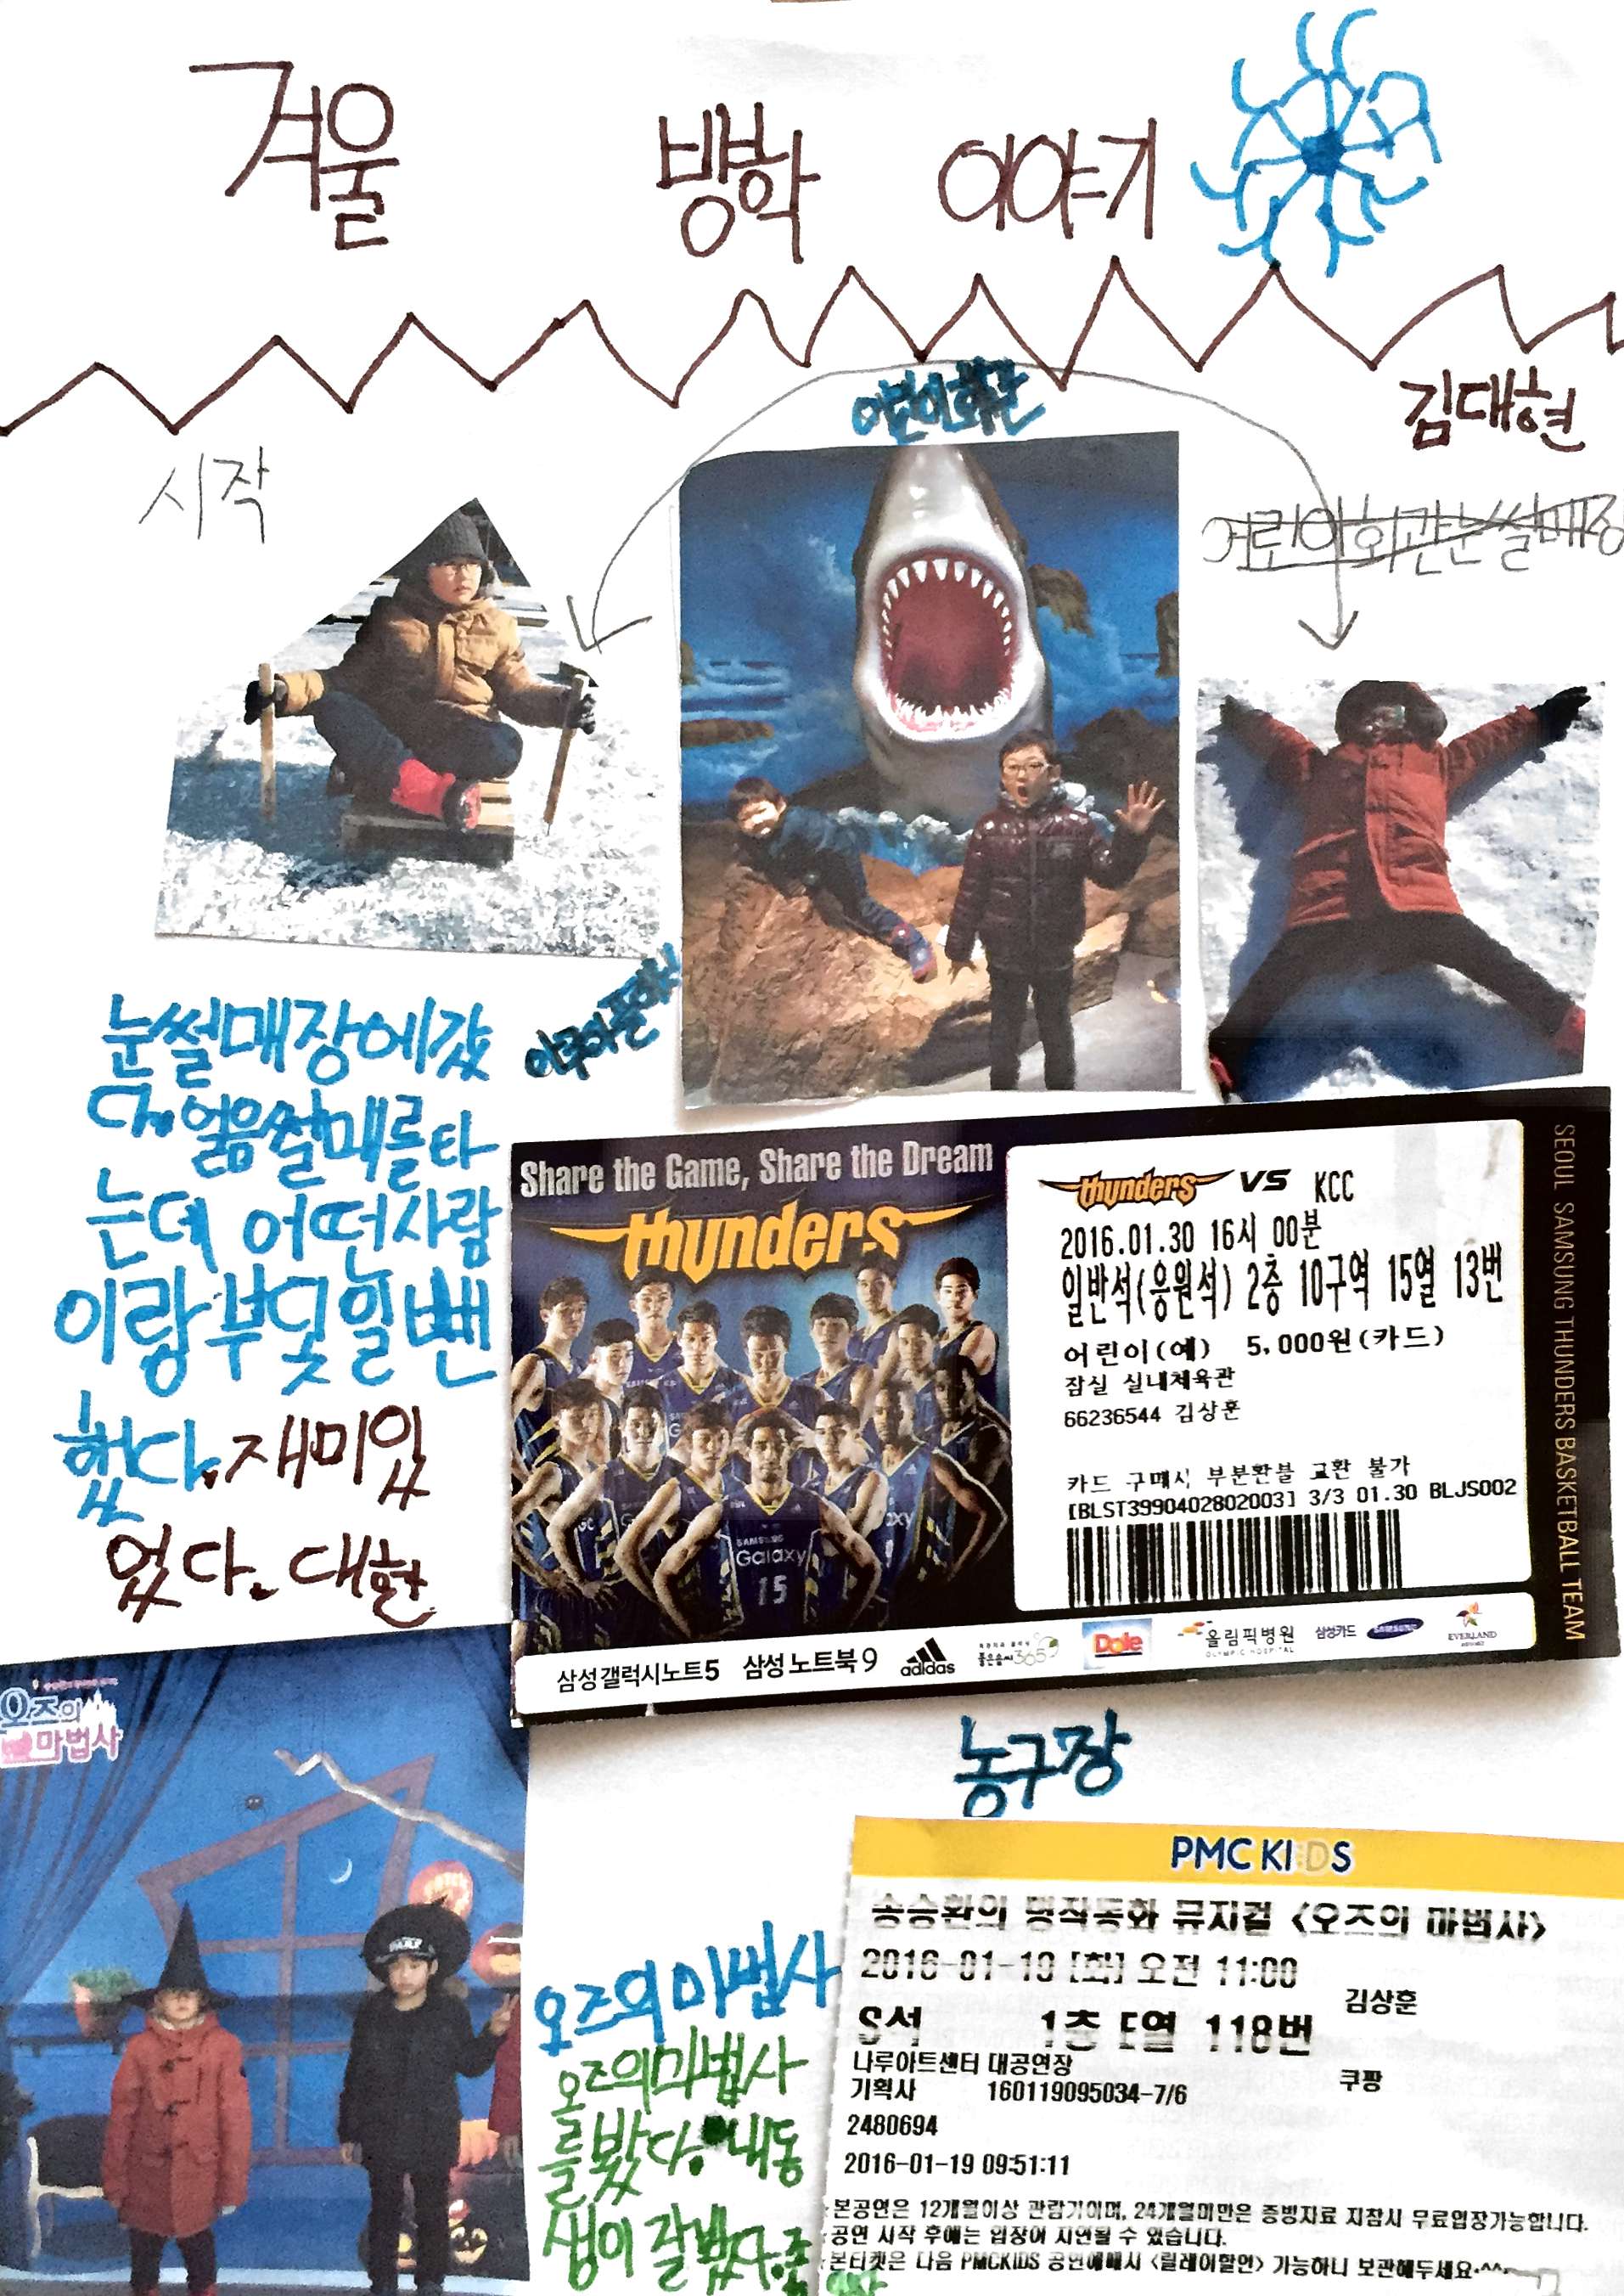 겨울 방학 이야기
김대현
시작
어린이회관
어린이회관눈썰매장
눈썰매장에갔
다. 얼음썰매를타
는데 어떤사람
이랑부딪칠뻔
했다. 재미있
었다. 대현
아쿠아플라
Share the Game, Share the Dream
thunders
thunders VS KCC
2016.01.30 16시 00분
일반석(응원석) 2층 10구역 15열 13번
어린이(예) 5,000원(카드)
잠실 실내체육관
66236544 김상훈
카드 구매시 부분환불 교환 불가
[BLST3990402802003] 3/3 01.30 BLJS002
SEOUL SAMSUNG THUNDERS BASKETBALL TEAM
SAMSUNG
Galaxy
15
삼성갤럭시노트5 삼성노트북9 adidas 365 Dole 올림픽병원 삼성카드 SAMSUNG EVERLAND
OLYMPIC HOSPITAL
농구장
오즈의
마법사
오즈의마법사
오즈의마법사
를봤다. 내동
생이 잘봤다.
PMC KIDS
송승환의 명작동화 뮤지컬 <오즈의 마법사>
2016-01-19 [화] 오전 11:00
김상훈
S석 1층 E열 118번
나루아트센터 대공연장
쿠팡
기획사 160119095034-7/6
2480694
2016-01-19 09:51:11
본공연은 12개월이상 관람가이며, 24개월미만은 증빙자료 지참시 무료입장가능합니다.
공연 시작 후에는 입장이 지연될 수 있습니다.
본티켓은 다음 PMCKIDS 공연예매시 <릴레이할인> 가능하니 보관해두세요.^^